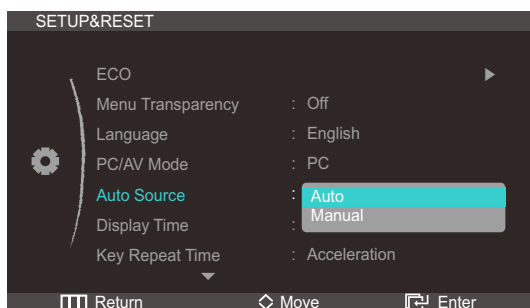 SETUP&RESET
ECO
Menu Transparency : Off
Language : English
PC/AV Mode : PC
Auto Source : Auto
Manual
Display Time :
Key Repeat Time : Acceleration
Return Move Enter